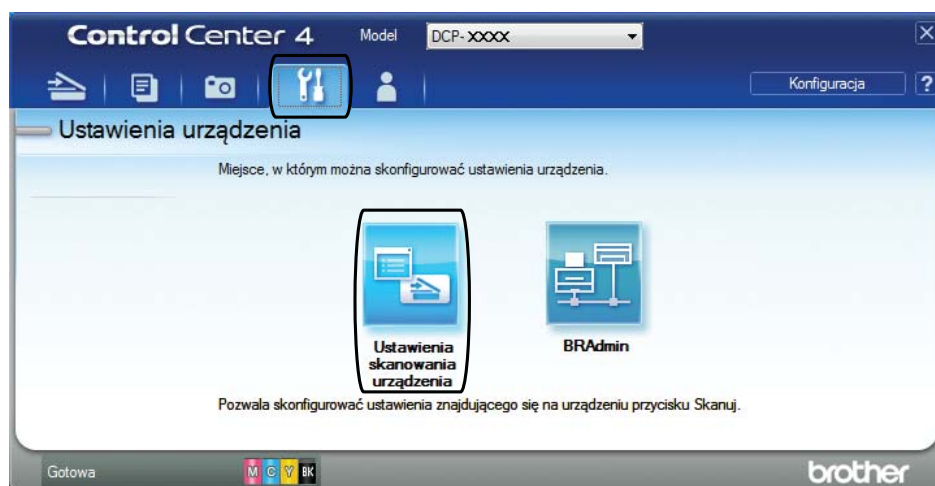 Control Center 4
Model
DCP-XXXX
X
Konfiguracja
?
Ustawienia urządzenia
Miejsce, w którym można skonfigurować ustawienia urządzenia.
Ustawienia
skanowania
urządzenia
BRAdmin
Pozwala skonfigurować ustawienia znajdującego się na urządzeniu przycisku Skanuj.
Gotowa
M C Y BK
brother